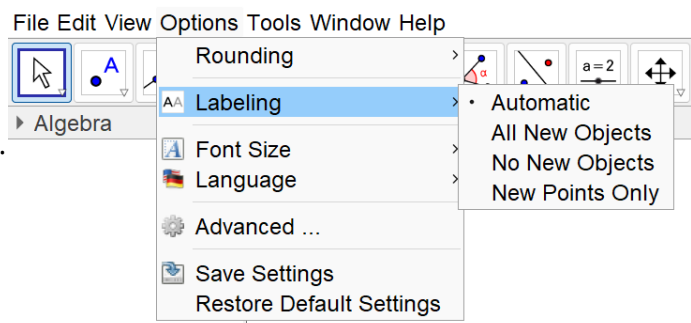 File Edit View Options Tools Window Help
A
α
a=2
Algebra
Rounding
AA Labeling
A Font Size
Language
Advanced ...
Save Settings
Restore Default Settings
Automatic
All New Objects
No New Objects
New Points Only